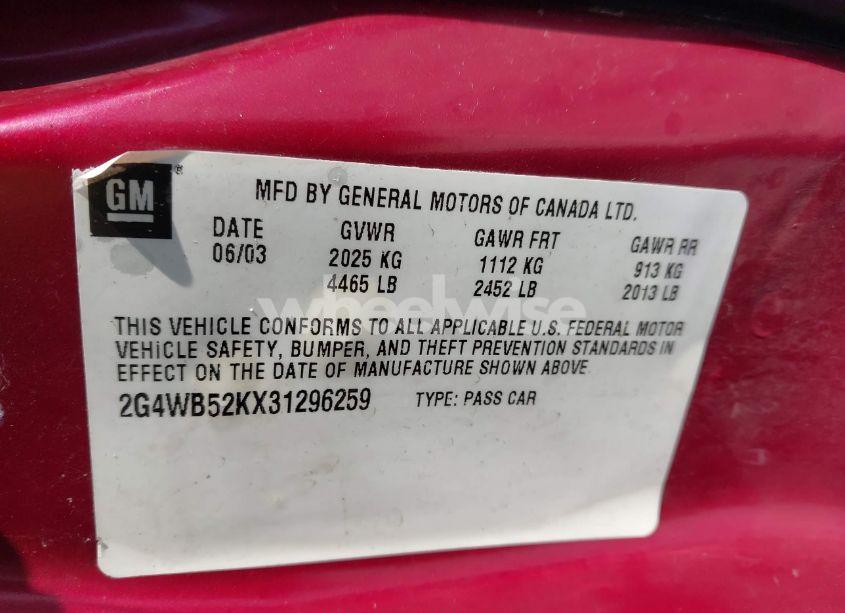 GM
MFD BY GENERAL MOTORS OF CANADA LTD.
DATE GVWR GAWR FRT GAWR RR
06/03 2025 KG 1112 KG 913 KG
4465 LB 2452 LB 2013 LB
wheelwise
THIS VEHICLE CONFORMS TO ALL APPLICABLE U.S. FEDERAL MOTOR
VEHICLE SAFETY, BUMPER, AND THEFT PREVENTION STANDARDS IN
EFFECT ON THE DATE OF MANUFACTURE SHOWN ABOVE.
2G4WB52KX31296259 TYPE: PASS CAR